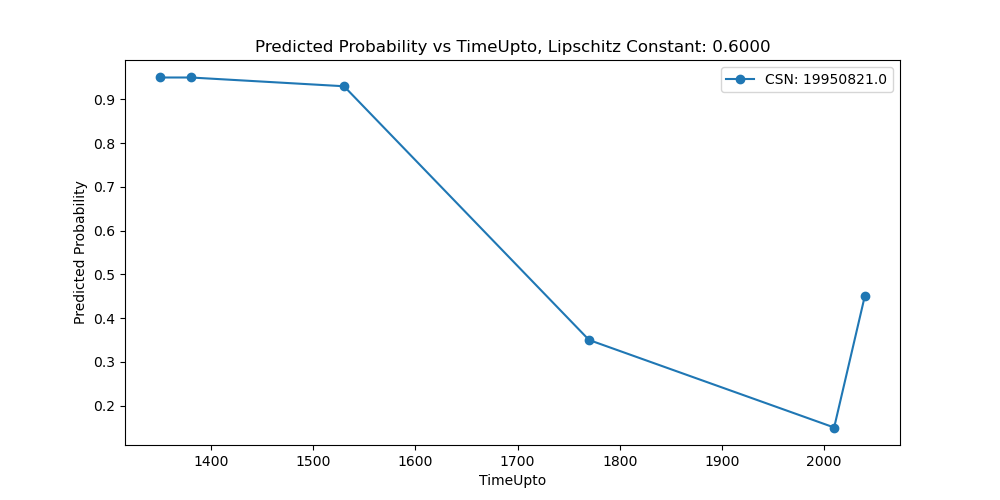 Predicted Probability vs TimeUpto, Lipschitz Constant: 0.6000
CSN: 19950821.0
0.9
0.8
0.7
0.6
0.5
0.4
0.3
0.2
Predicted Probability
1400 1500 1600 1700 1800 1900 2000
TimeUpto